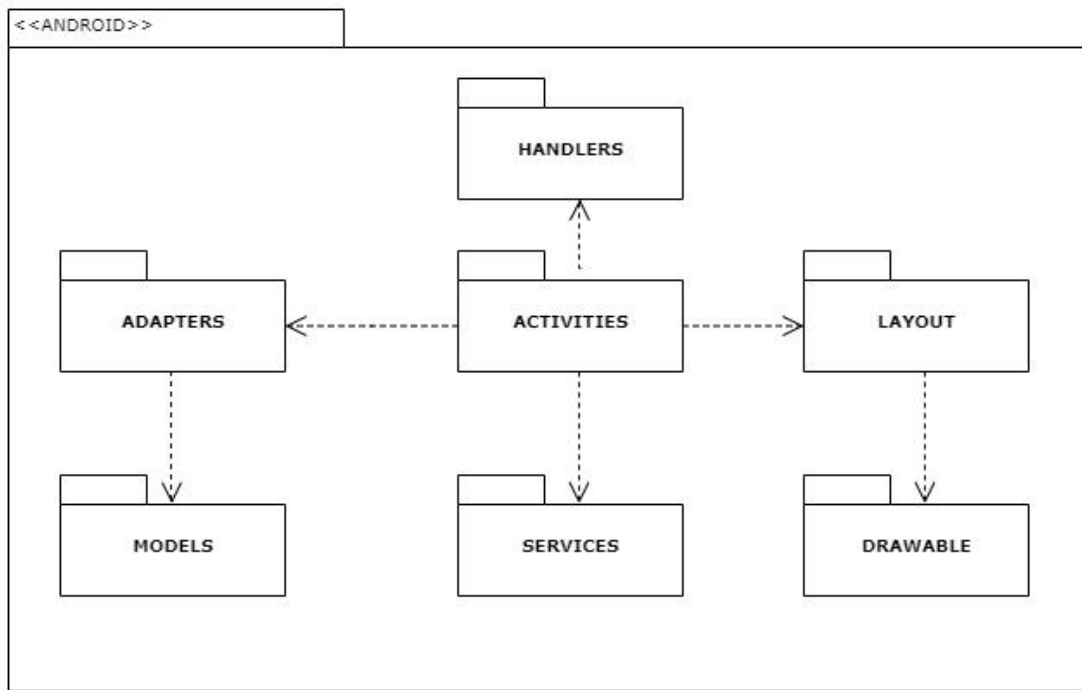 <<ANDROID>>
HANDLERS
ADAPTERS
ACTIVITIES
LAYOUT
MODELS
SERVICES
DRAWABLE